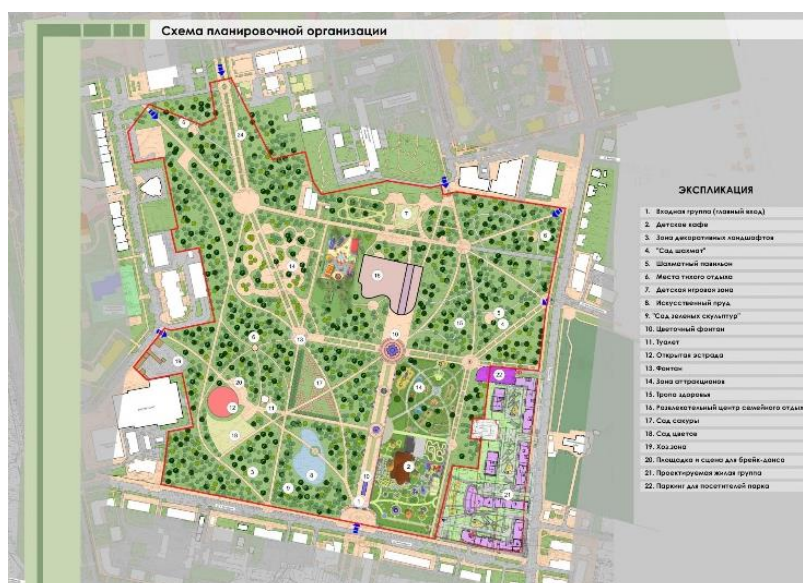 Схема планировочной организации
ЭКСПЛИКАЦИЯ
1. Входная группа (главный вход)
2. Детское кафе
3. Зона декоративных ландшафтов
4. "Сад шахмат"
5. Шахматный павильон
6. Места тихого отдыха
7. Детская игровая зона
8. Искусственный пруд
9. "Сад зеленых скульптур"
10. Цветочный фонтан
11. Туалет
12. Открытая эстрада
13. Фонтан
14. Зона аттракционов
15. Тропа здоровья
16. Развлекательный центр семейного отдых
17. Сад сакуры
18. Сад цветов
19. Хоз.зона
20. Площадка и сцена для брейк-данса
21. Проектируемая жилая группа
22. Паркинг для посетителей парка